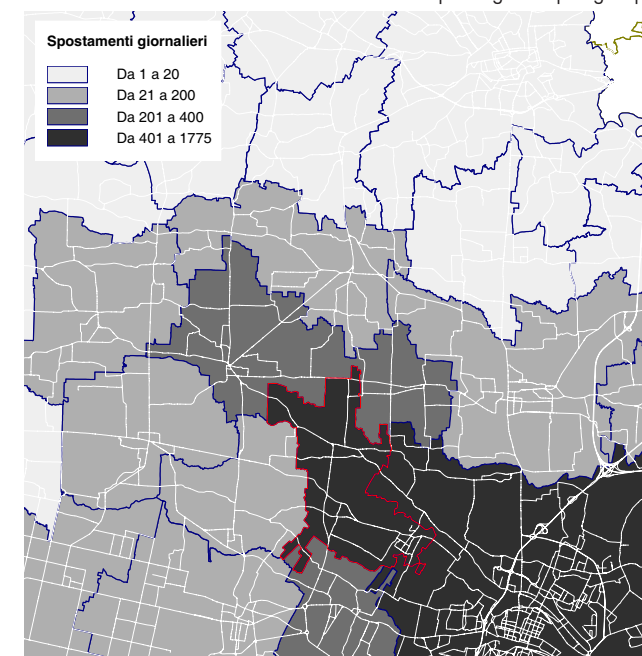 Spostamenti giornalieri
Da 1 a 20
Da 21 a 200
Da 201 a 400
Da 401 a 1775